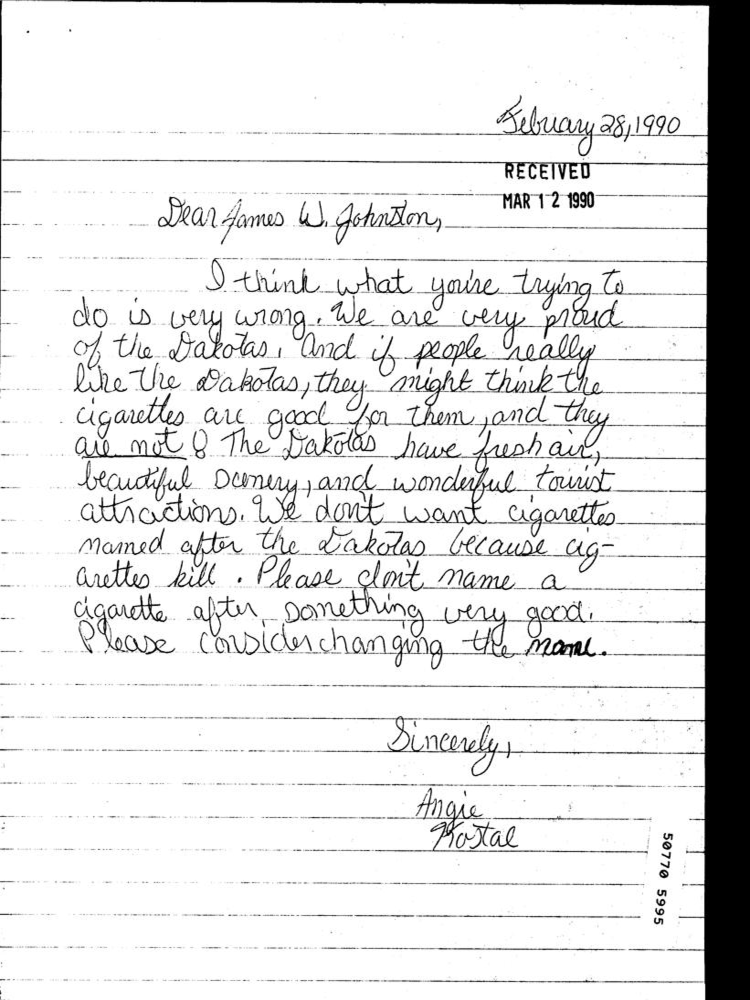 February 28, 1990
RECEIVED
MAR 12 1990
Dear James W. Johnston,
I think what you're trying to
do is very wrong. We are very proud
of the Dakotas. And if people really
like the Dakotas, they might think the
cigarettes are good for them, and they
are not! The Dakotas have fresh air,
beautiful scenery, and wonderful tourist
attractions. We don't want cigarettes
named after the Dakotas because cig-
arettes kill. Please don't name a
cigarette after something very good.
Please consider changing the name.
Sincerely,
Angie
Kostal
50770 5995